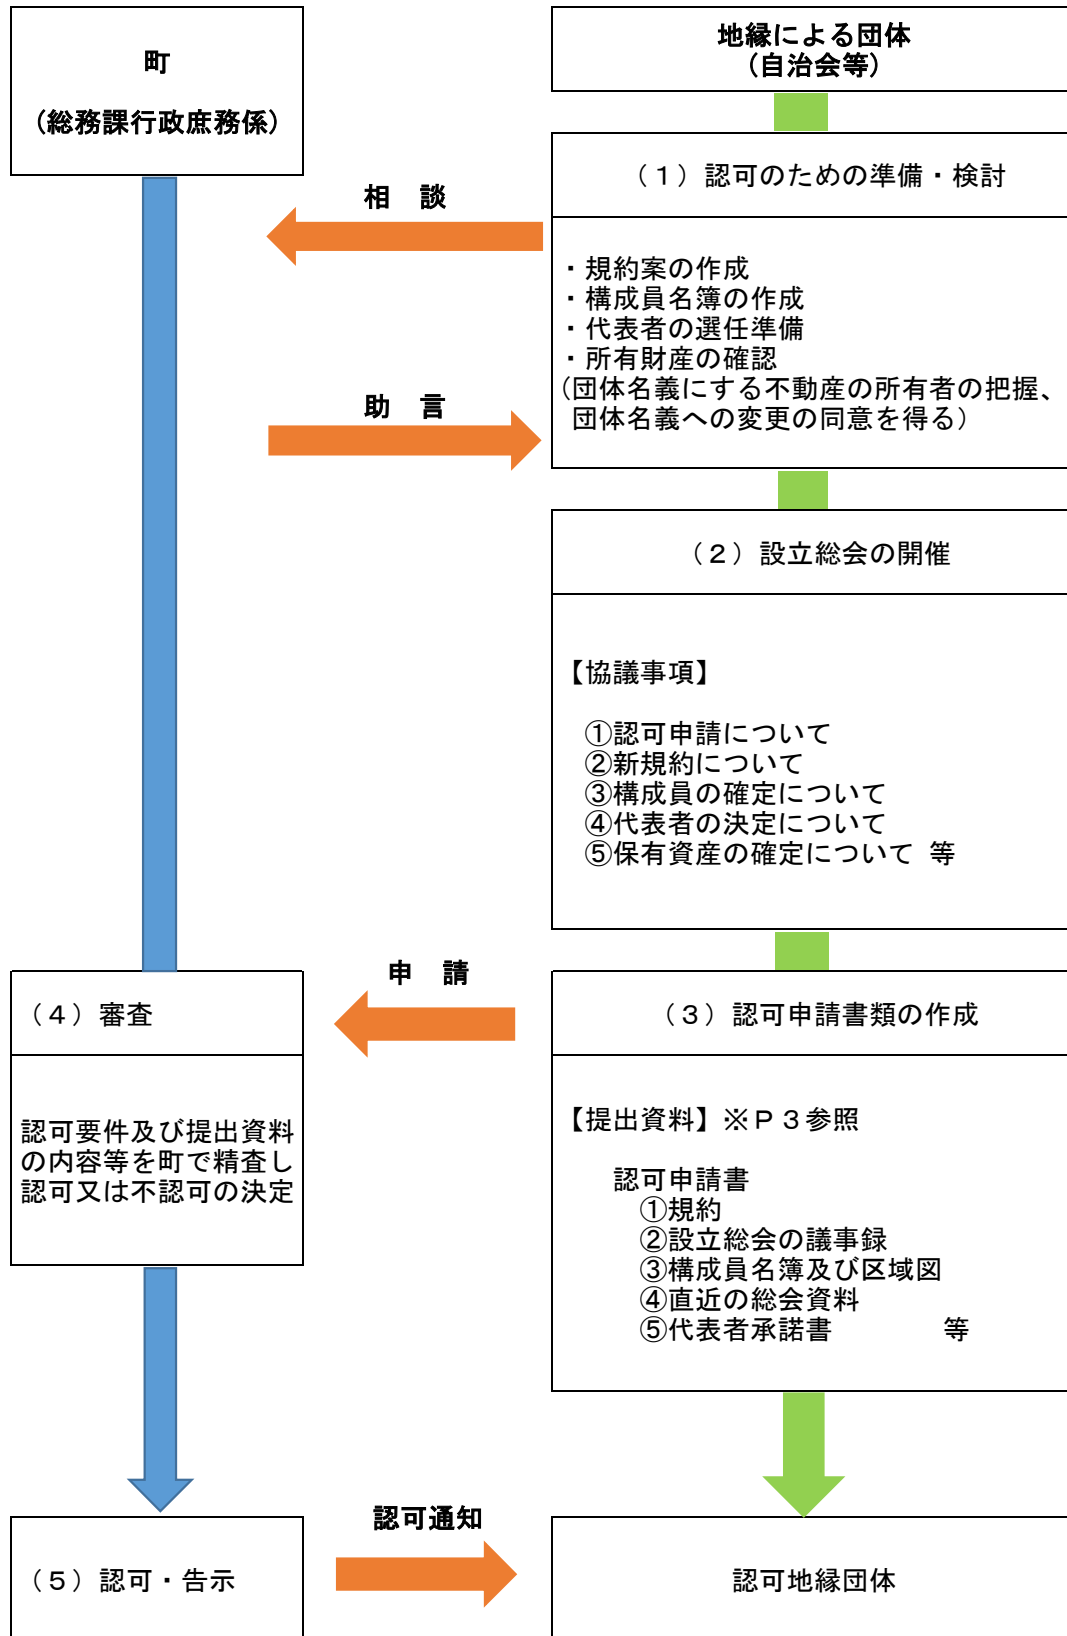 町
(総務課行政庶務係)
地縁による団体
(自治会等)
(1)認可のための準備・検討
相 談
・規約案の作成
・構成員名簿の作成
・代表者の選任準備
・所有財産の確認
(団体名義にする不動産の所有者の把握、
団体名義への変更の同意を得る)
助 言
(2)設立総会の開催
【協議事項】
①認可申請について
②新規約について
③構成員の確定について
④代表者の決定について
⑤保有資産の確定について 等
申 請
(3)認可申請書類の作成
【提出資料】※P3参照
認可申請書
①規約
②設立総会の議事録
③構成員名簿及び区域図
④直近の総会資料
⑤代表者承諾書 等
(4)審査
認可要件及び提出資料
の内容等を町で精査し
認可又は不認可の決定
(5)認可・告示
認可通知
認可地縁団体